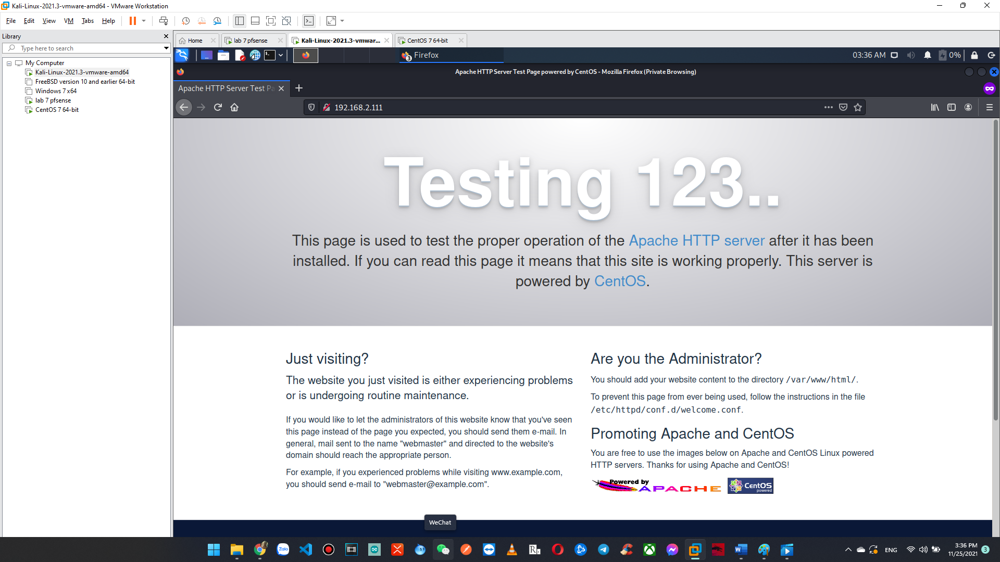 Kali-Linux-2021.3-vmware-amd64 - VMware Workstation
File Edit View VM Tabs Help
Library
Type here to search
My Computer
Kali-Linux-2021.3-vmware-amd64
FreeBSD version 10 and earlier 64-bit
Windows 7 x64
lab 7 pfsense
CentOS 7 64-bit
Home
lab 7 pfsense
Kali-Linux-2021.3-vmwar...
CentOS 7 64-bit
3 Firefox
03:36 AM
0%
Apache HTTP Server Test Page powered by CentOS - Mozilla Firefox (Private Browsing)
Apache HTTP Server Test Pa
192.168.2.111
Testing 123..
This page is used to test the proper operation of the Apache HTTP server after it has been
installed. If you can read this page it means that this site is working properly. This server is
powered by CentOS.
Just visiting?
The website you just visited is either experiencing problems
or is undergoing routine maintenance.
If you would like to let the administrators of this website know that you've seen
this page instead of the page you expected, you should send them e-mail. In
general, mail sent to the name "webmaster" and directed to the website's
domain should reach the appropriate person.
For example, if you experienced problems while visiting www.example.com,
you should send e-mail to "webmaster@example.com".
Are you the Administrator?
You should add your website content to the directory /var/www/html/.
To prevent this page from ever being used, follow the instructions in the file
/etc/httpd/conf.d/welcome.conf.
Promoting Apache and CentOS
You are free to use the images below on Apache and CentOS Linux powered
HTTP servers. Thanks for using Apache and CentOS!
Powered by
APACHE
CentOS
powered
WeChat
Zalo
ENG
3:36 PM
11/25/2021
3